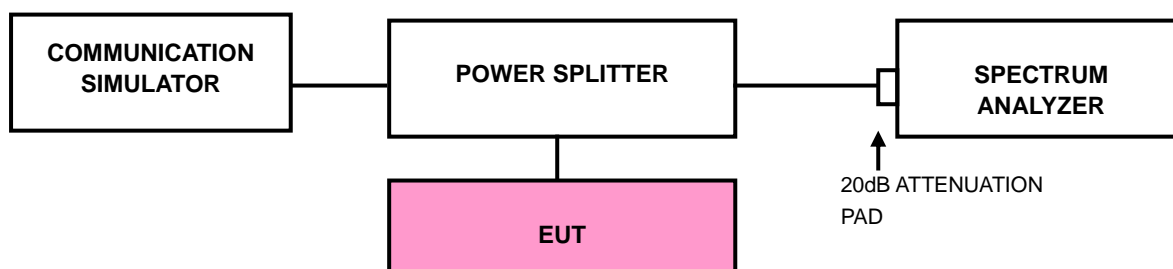 COMMUNICATION
SIMULATOR
POWER SPLITTER
SPECTRUM
ANALYZER
20dB ATTENUATION
PAD
EUT